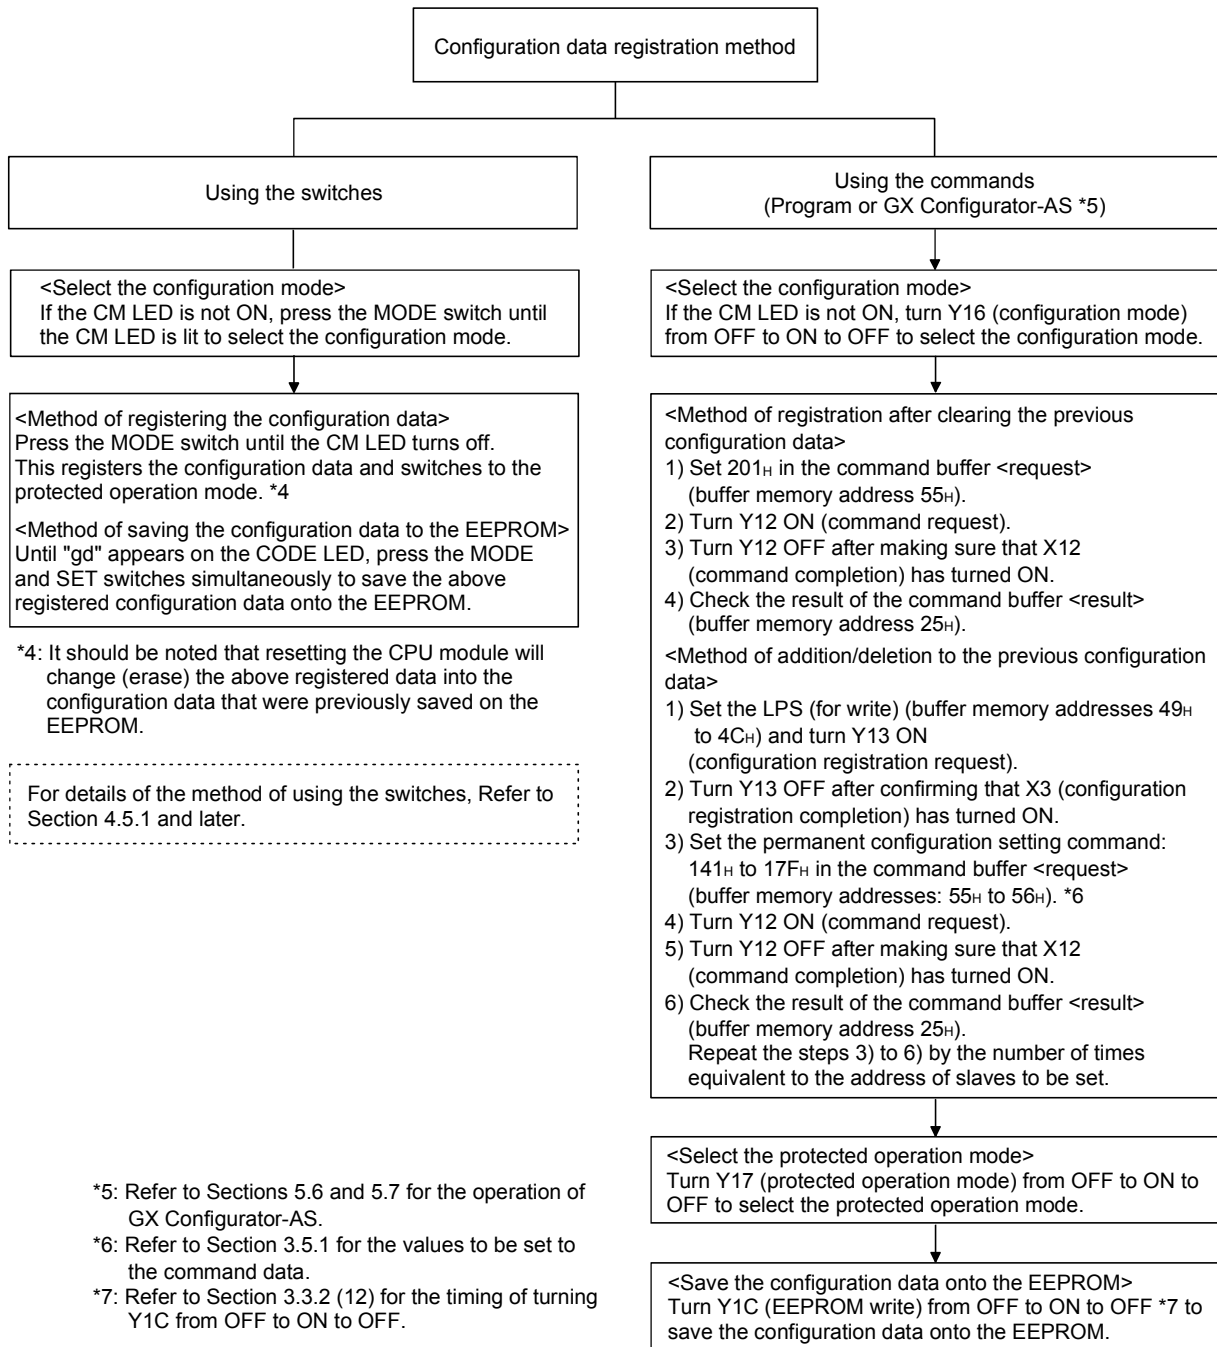 Configuration data registration method
Using the switches
<Select the configuration mode>
If the CM LED is not ON, press the MODE switch until
the CM LED is lit to select the configuration mode.
<Method of registering the configuration data>
Press the MODE switch until the CM LED turns off.
This registers the configuration data and switches to the
protected operation mode. *4
<Method of saving the configuration data to the EEPROM>
Until "gd" appears on the CODE LED, press the MODE
and SET switches simultaneously to save the above
registered configuration data onto the EEPROM.
*4: It should be noted that resetting the CPU module will
change (erase) the above registered data into the
configuration data that were previously saved on the
EEPROM.
For details of the method of using the switches, Refer to
Section 4.5.1 and later.
Using the commands
(Program or GX Configurator-AS *5)
<Select the configuration mode>
If the CM LED is not ON, turn Y16 (configuration mode)
from OFF to ON to OFF to select the configuration mode.
<Method of registration after clearing the previous
configuration data>
1) Set 201H in the command buffer <request>
(buffer memory address 55H).
2) Turn Y12 ON (command request).
3) Turn Y12 OFF after making sure that X12
(command completion) has turned ON.
4) Check the result of the command buffer <result>
(buffer memory address 25H).
<Method of addition/deletion to the previous configuration
data>
1) Set the LPS (for write) (buffer memory addresses 49H
to 4CH) and turn Y13 ON
(configuration registration request).
2) Turn Y13 OFF after confirming that X3 (configuration
registration completion) has turned ON.
3) Set the permanent configuration setting command:
141H to 17FH in the command buffer <request>
(buffer memory addresses: 55H to 56H). *6
4) Turn Y12 ON (command request).
5) Turn Y12 OFF after making sure that X12
(command completion) has turned ON.
6) Check the result of the command buffer <result>
(buffer memory address 25H).
Repeat the steps 3) to 6) by the number of times
equivalent to the address of slaves to be set.
<Select the protected operation mode>
Turn Y17 (protected operation mode) from OFF to ON to
OFF to select the protected operation mode.
<Save the configuration data onto the EEPROM>
Turn Y1C (EEPROM write) from OFF to ON to OFF *7 to
save the configuration data onto the EEPROM.
*5: Refer to Sections 5.6 and 5.7 for the operation of
GX Configurator-AS.
*6: Refer to Section 3.5.1 for the values to be set to
the command data.
*7: Refer to Section 3.3.2 (12) for the timing of turning
Y1C from OFF to ON to OFF.